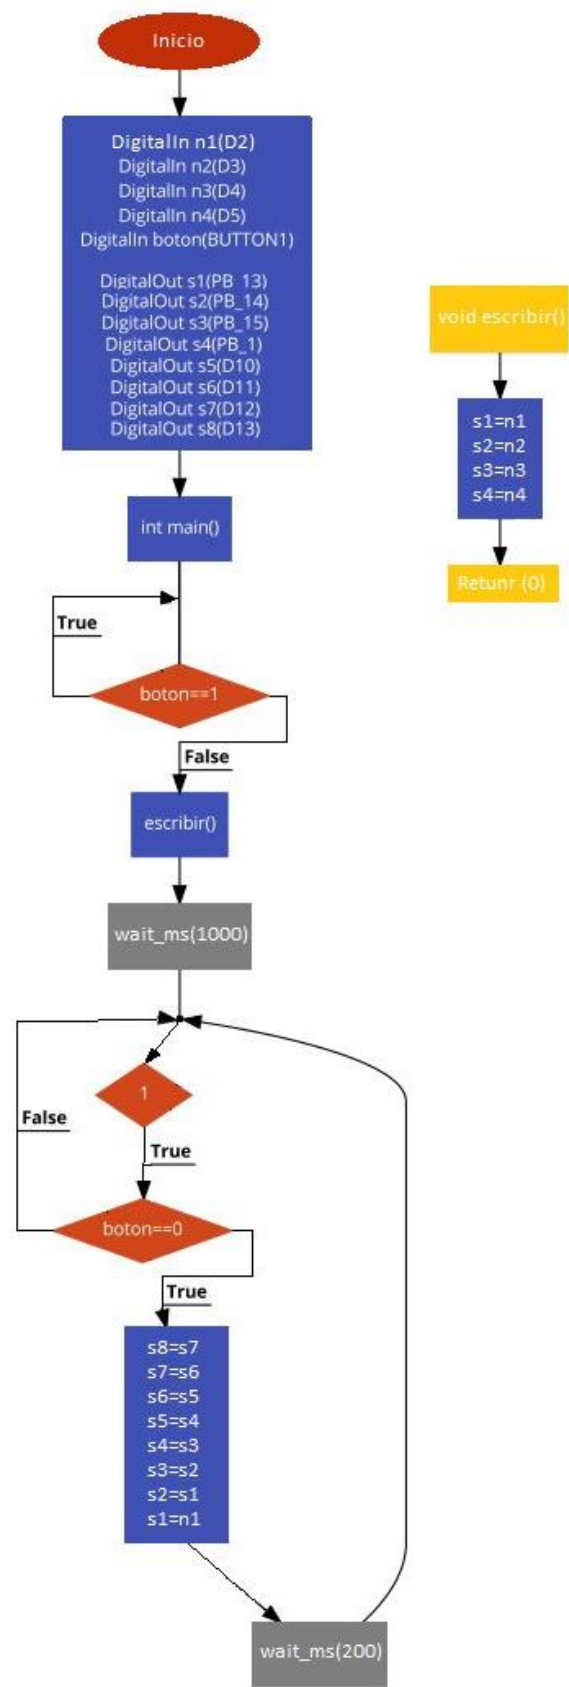 Inicio
DigitalIn n1(D2)
DigitalIn n2(D3)
DigitalIn n3(D4)
DigitalIn n4(D5)
DigitalIn boton(BUTTON1)
DigitalOut s1(PB_13)
DigitalOut s2(PB_14)
DigitalOut s3(PB_15)
DigitalOut s4(PB_1)
DigitalOut s5(D10)
DigitalOut s6(D11)
DigitalOut s7(D12)
DigitalOut s8(D13)
int main()
True
boton==1
False
escribir()
wait_ms(1000)
1
False
True
boton==0
True
s8=s7
s7=s6
s6=s5
s5=s4
s4=s3
s3=s2
s2=s1
s1=n1
wait_ms(200)
void escribir()
s1=n1
s2=n2
s3=n3
s4=n4
Retunr (0)